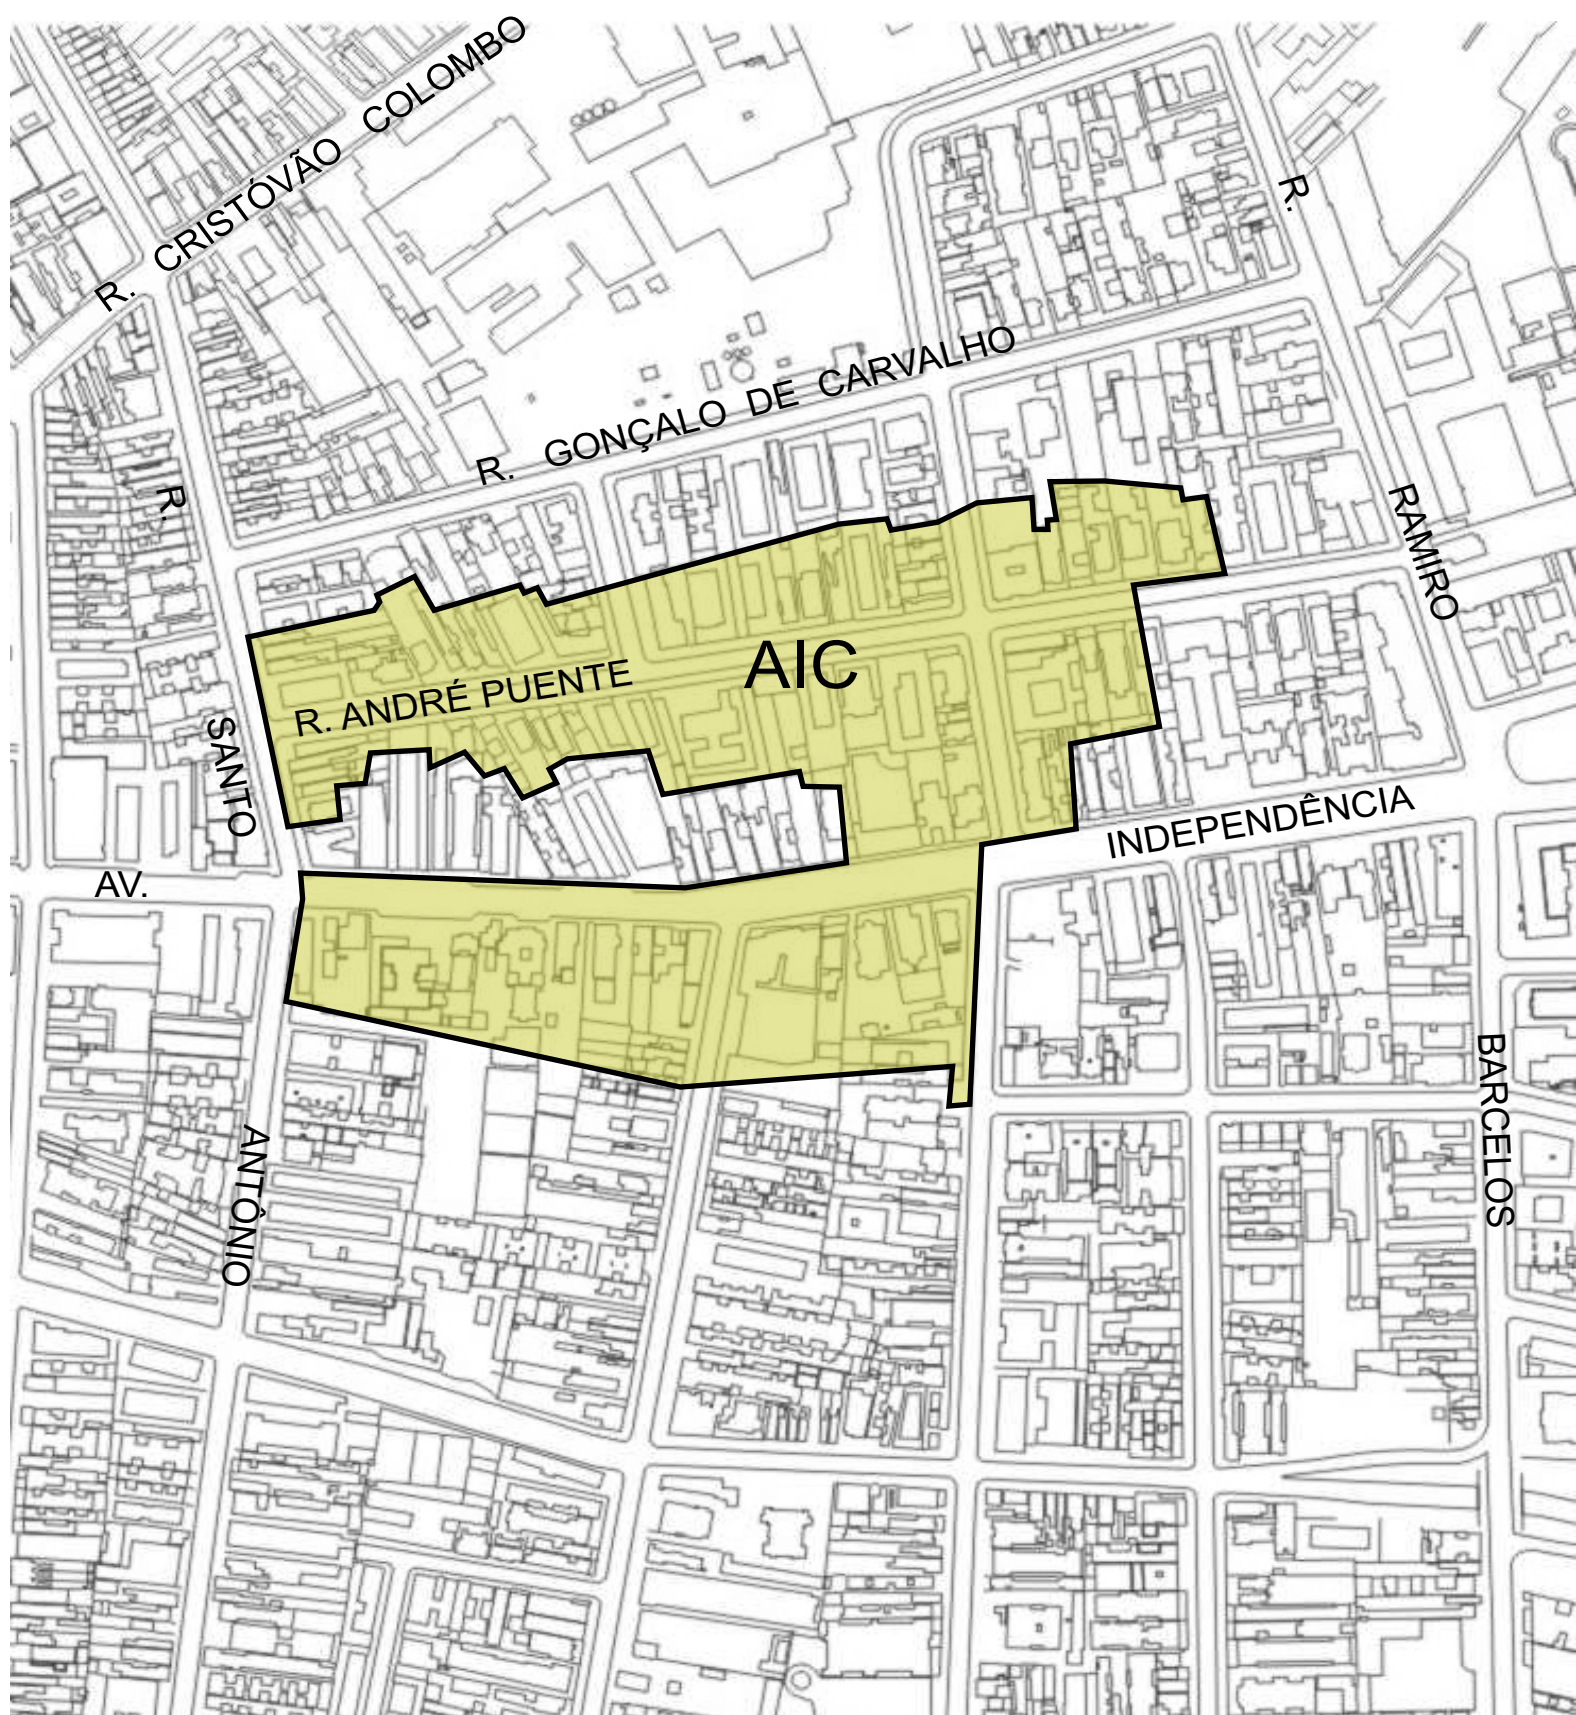 R. CRISTÓVÃO COLOMBO
R. GONÇALO DE CARVALHO
R. RAMIRO BARCELOS
R. SANTO ANTÔNIO
R. ANDRÉ PUENTE
AIC
AV. INDEPENDÊNCIA